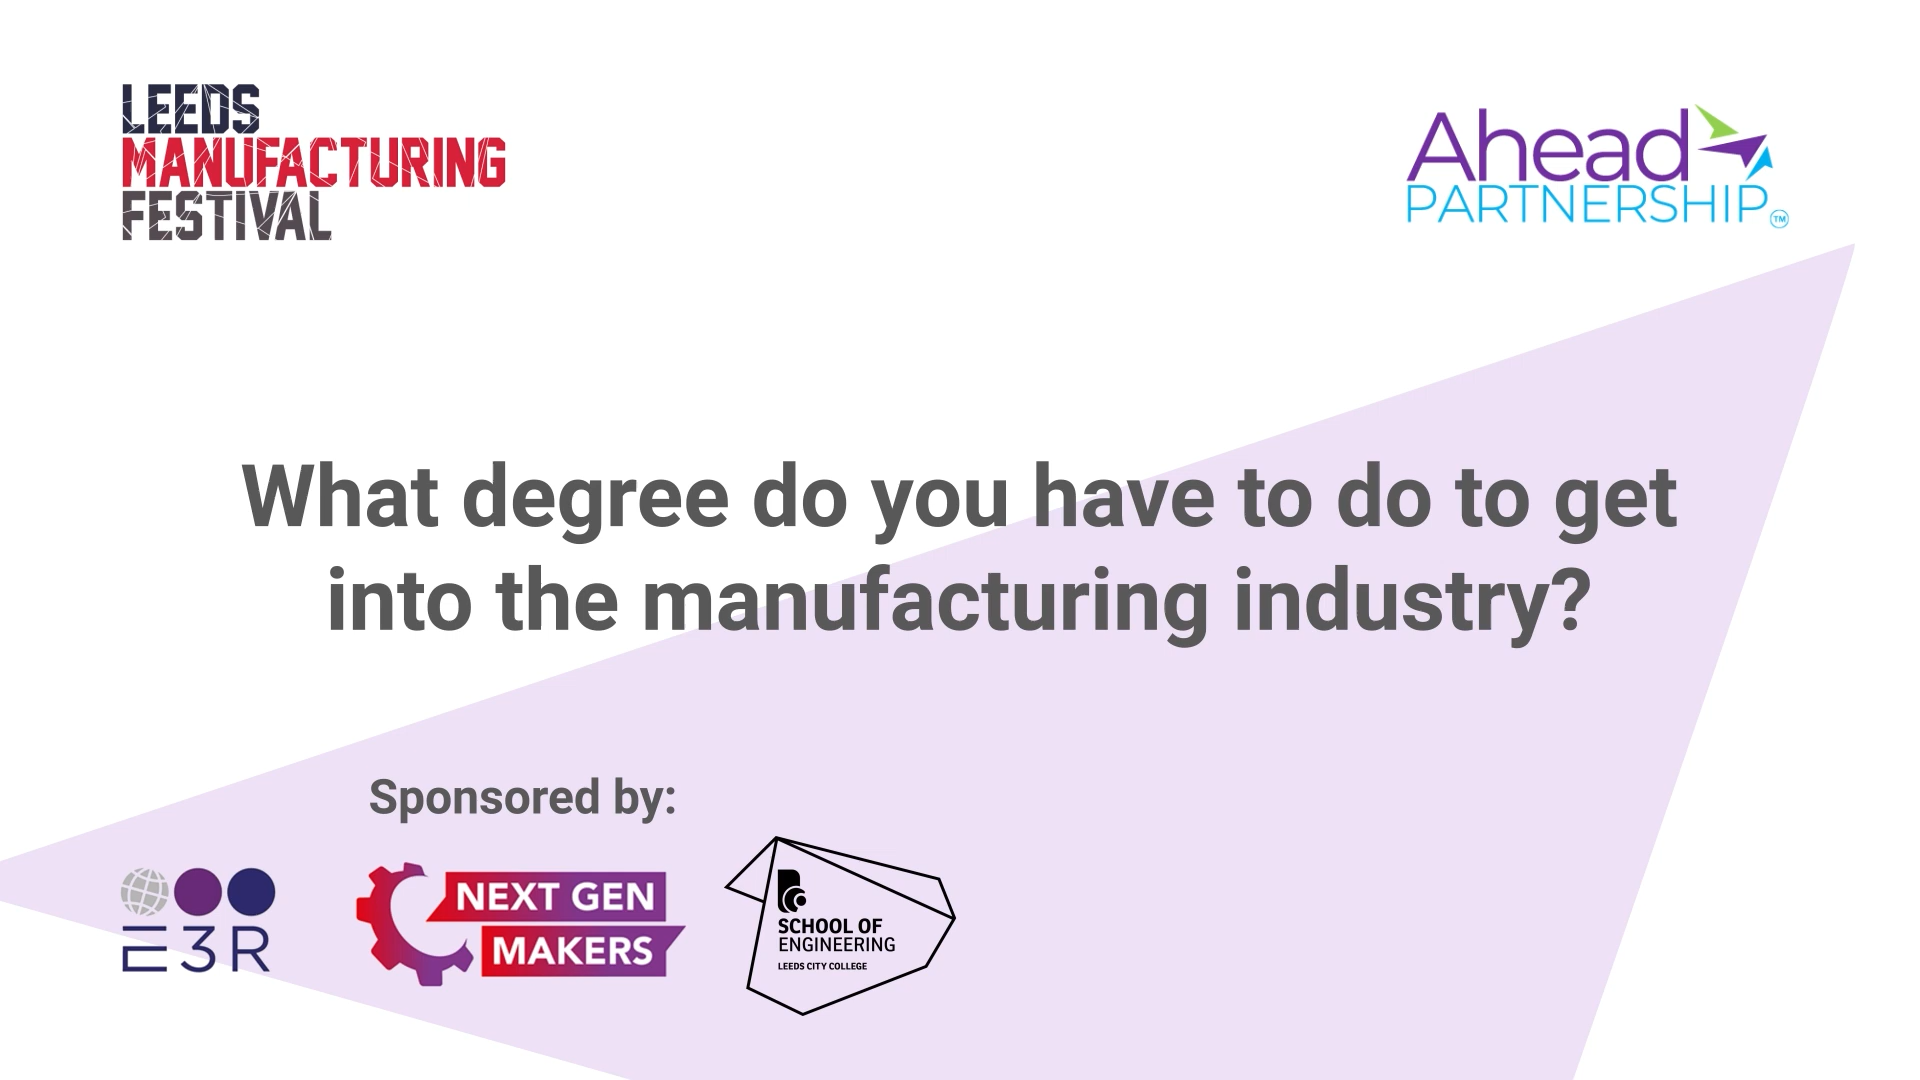 LEEDS
MANUFACTURING
FESTIVAL
Ahead
PARTNERSHIP TM
What degree do you have to do to get
into the manufacturing industry?
Sponsored by:
E3R
NEXT GEN
MAKERS
SCHOOL OF
ENGINEERING
LEEDS CITY COLLEGE